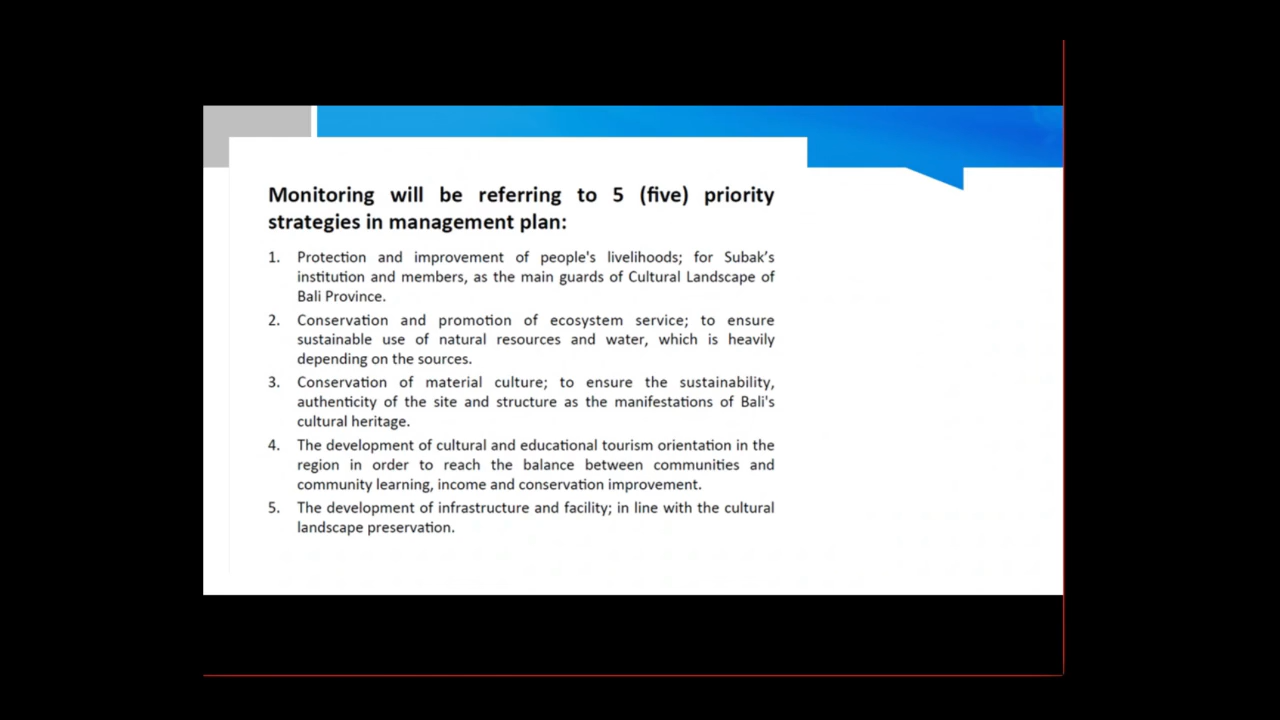 Monitoring will be referring to 5 (five) priority
strategies in management plan:
1. Protection and improvement of people's livelihoods; for Subak’s
institution and members, as the main guards of Cultural Landscape of
Bali Province.
2. Conservation and promotion of ecosystem service; to ensure
sustainable use of natural resources and water, which is heavily
depending on the sources.
3. Conservation of material culture; to ensure the sustainability,
authenticity of the site and structure as the manifestations of Bali's
cultural heritage.
4. The development of cultural and educational tourism orientation in the
region in order to reach the balance between communities and
community learning, income and conservation improvement.
5. The development of infrastructure and facility; in line with the cultural
landscape preservation.